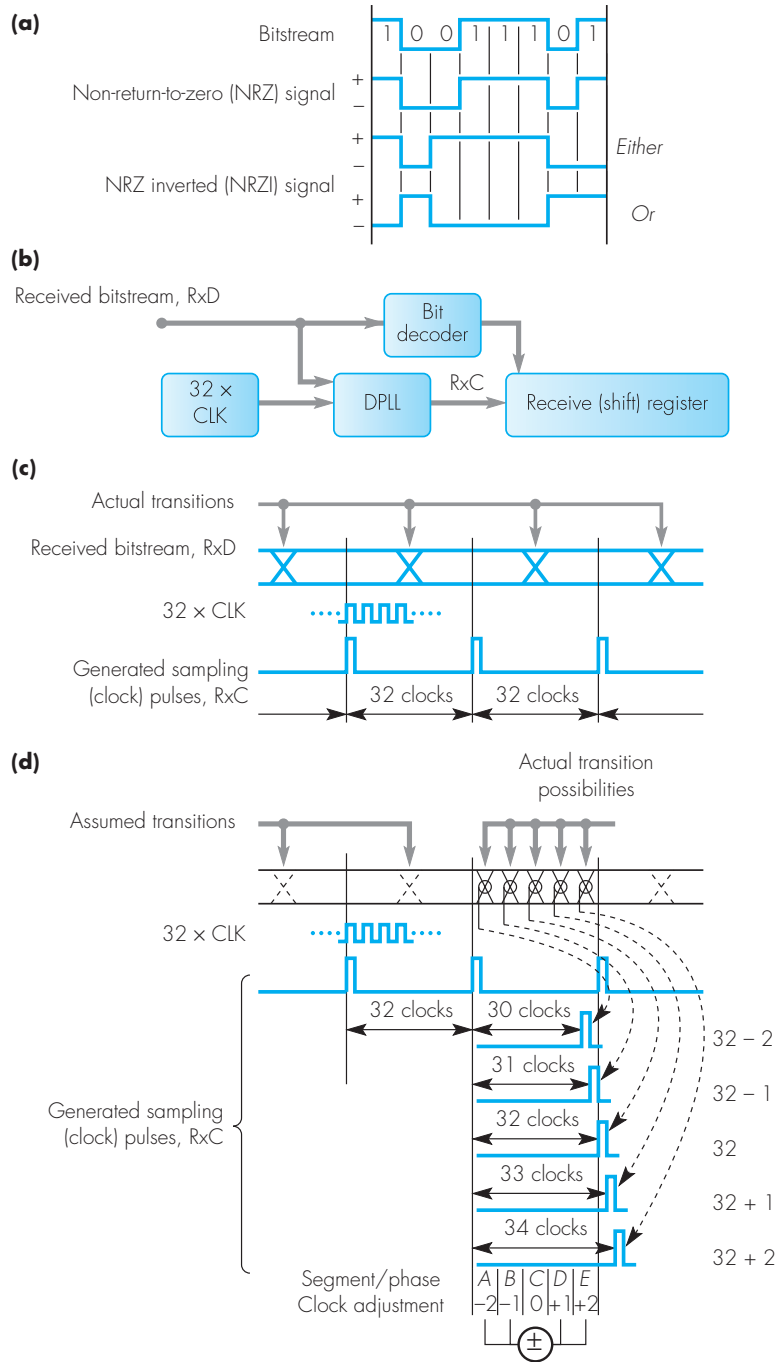 (a)
Bitstream
1 0 0 1 1 1 0 1
Non-return-to-zero (NRZ) signal
+
−
+
−
Either
NRZ inverted (NRZI) signal
+
−
Or
(b)
Received bitstream, RxD
Bit
decoder
32 ×
CLK
DPLL
RxC
Receive (shift) register
(c)
Actual transitions
Received bitstream, RxD
32 × CLK
Generated sampling
(clock) pulses, RxC
32 clocks
32 clocks
(d)
Actual transition
possibilities
Assumed transitions
32 × CLK
32 clocks
30 clocks
32 − 2
31 clocks
32 − 1
Generated sampling
(clock) pulses, RxC
32 clocks
32
33 clocks
32 + 1
34 clocks
32 + 2
Segment/phase
A B C D E
Clock adjustment
−2 −1 0 +1 +2
±